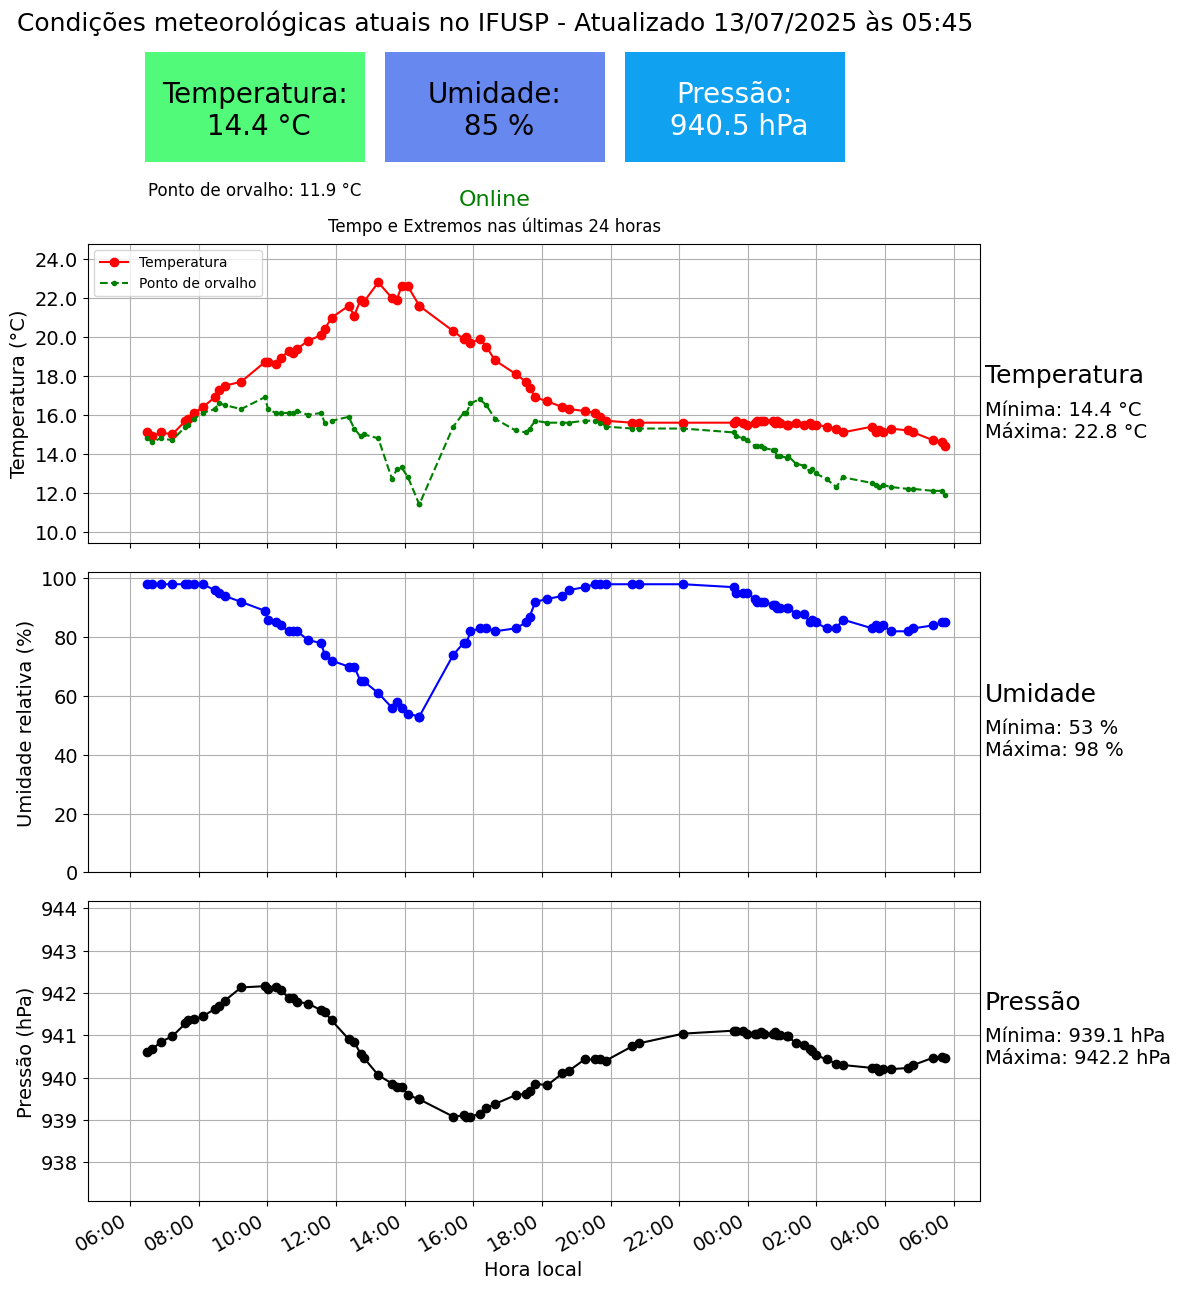 Condições meteorológicas atuais no IFUSP - Atualizado 13/07/2025 às 05:45
Temperatura:
14.4 °C
Umidade:
85 %
Pressão:
940.5 hPa
Ponto de orvalho: 11.9 °C
Online
Tempo e Extremos nas últimas 24 horas
Temperatura
Ponto de orvalho
24.0
22.0
20.0
18.0
16.0
14.0
12.0
10.0
Temperatura (°C)
Temperatura
Mínima: 14.4 °C
Máxima: 22.8 °C
100
80
60
40
20
0
Umidade relativa (%)
Umidade
Mínima: 53 %
Máxima: 98 %
944
943
942
941
940
939
938
Pressão (hPa)
Pressão
Mínima: 939.1 hPa
Máxima: 942.2 hPa
06:00
08:00
10:00
12:00
14:00
16:00
18:00
20:00
22:00
00:00
02:00
04:00
06:00
Hora local